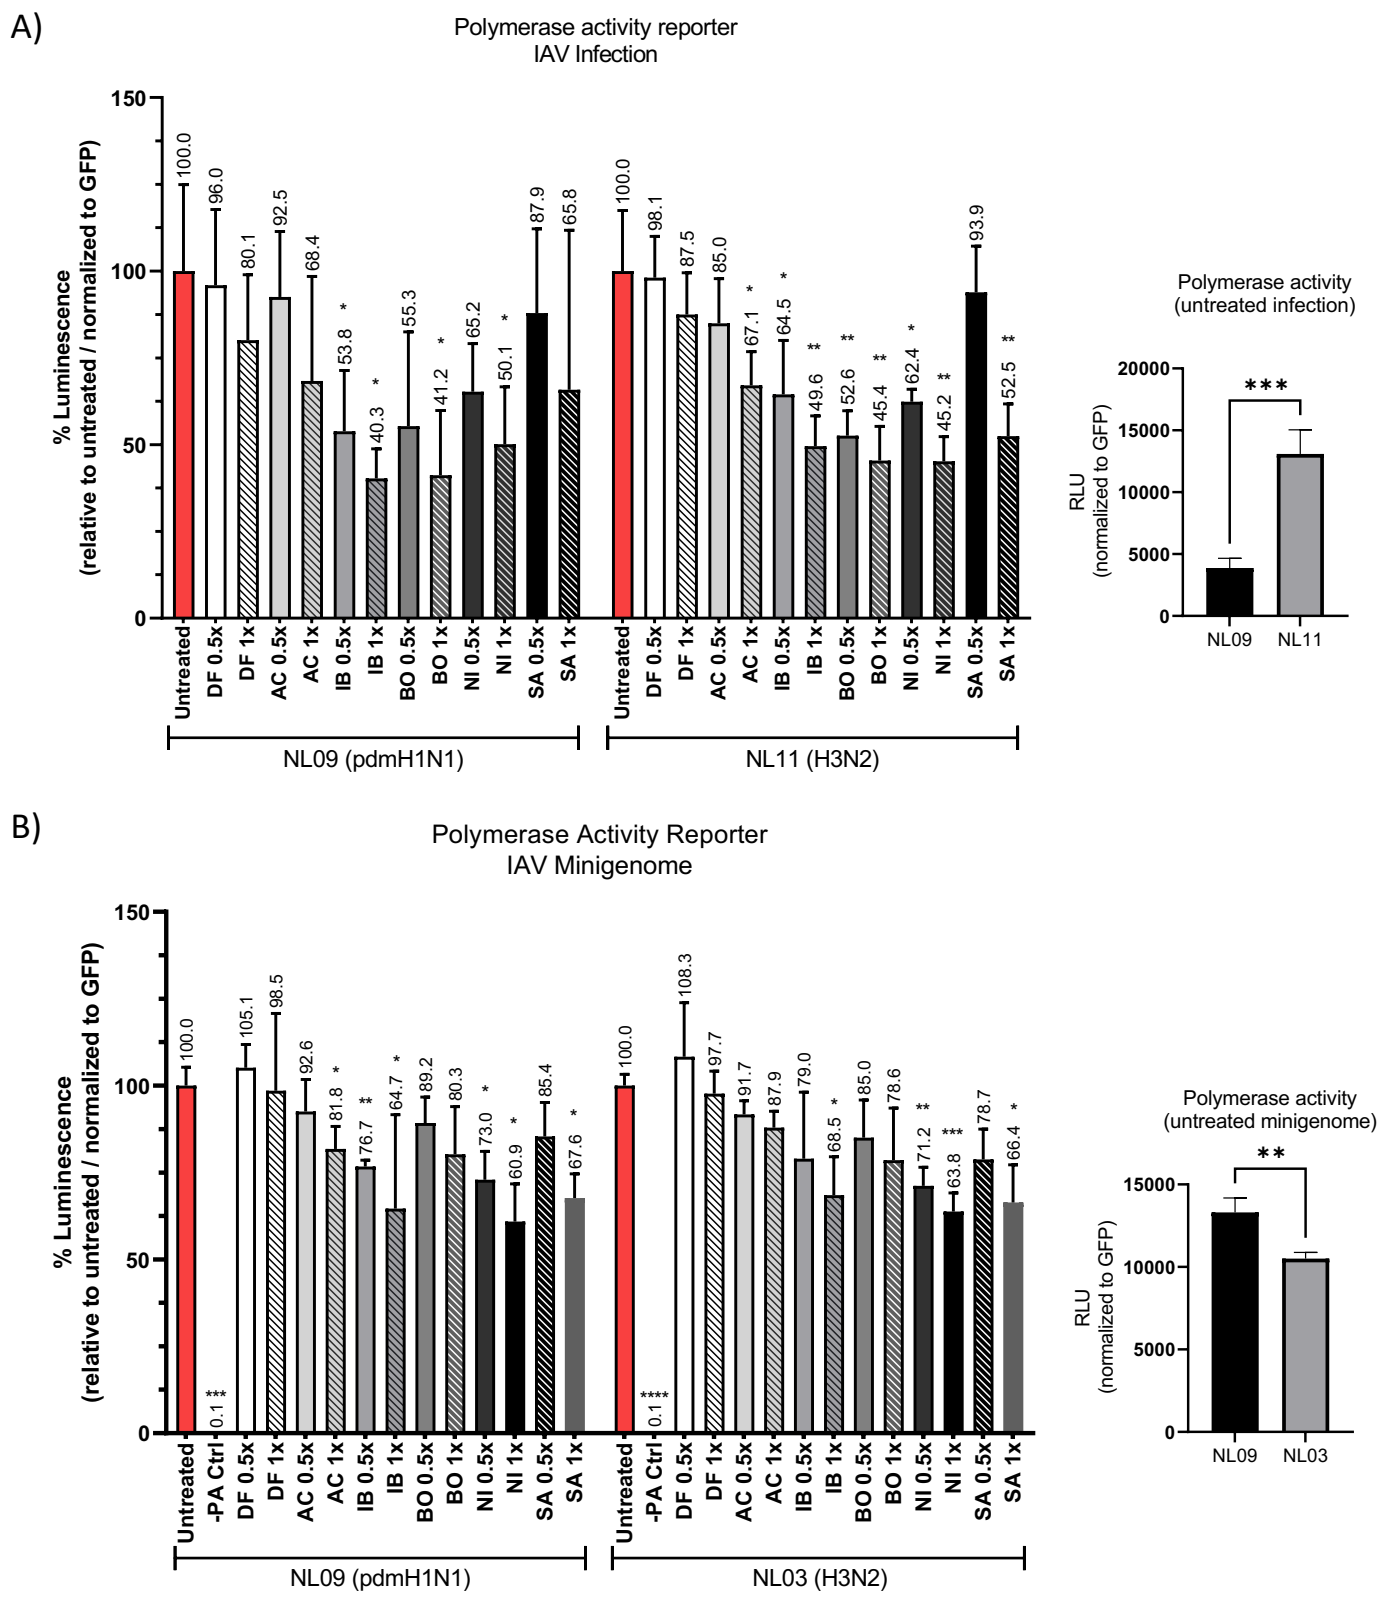 A)
Polymerase activity reporter
IAV Infection
% Luminescence
(relative to untreated / normalized to GFP)
150
100
50
0
100.0
96.0
80.1
92.5
68.4
53.8 *
40.3 *
55.3
41.2 *
65.2
50.1 *
87.9
65.8
100.0
98.1
87.5
85.0
67.1 *
64.5 *
49.6 **
52.6 **
45.4 **
62.4 *
45.2 **
93.9
52.5 **
Untreated
DF 0.5x
DF 1x
AC 0.5x
AC 1x
IB 0.5x
IB 1x
BO 0.5x
BO 1x
NI 0.5x
NI 1x
SA 0.5x
SA 1x
Untreated
DF 0.5x
DF 1x
AC 0.5x
AC 1x
IB 0.5x
IB 1x
BO 0.5x
BO 1x
NI 0.5x
NI 1x
SA 0.5x
SA 1x
NL09 (pdmH1N1)
NL11 (H3N2)
Polymerase activity
(untreated infection)
RLU
(normalized to GFP)
20000
15000
10000
5000
0
***
NL09
NL11
B)
Polymerase Activity Reporter
IAV Minigenome
% Luminescence
(relative to untreated / normalized to GFP)
150
100
50
0
100.0
0.1 ***
105.1
98.5
92.6
81.8 *
76.7 **
64.7 *
89.2
80.3
73.0 *
60.9 *
85.4
67.6 *
100.0
0.1 ****
108.3
97.7
91.7
87.9
79.0
68.5 *
85.0
78.6
71.2 **
63.8 ***
78.7
66.4 *
Untreated
-PA Ctrl
DF 0.5x
DF 1x
AC 0.5x
AC 1x
IB 0.5x
IB 1x
BO 0.5x
BO 1x
NI 0.5x
NI 1x
SA 0.5x
SA 1x
Untreated
-PA Ctrl
DF 0.5x
DF 1x
AC 0.5x
AC 1x
IB 0.5x
IB 1x
BO 0.5x
BO 1x
NI 0.5x
NI 1x
SA 0.5x
SA 1x
NL09 (pdmH1N1)
NL03 (H3N2)
Polymerase activity
(untreated minigenome)
RLU
(normalized to GFP)
15000
10000
5000
0
**
NL09
NL03